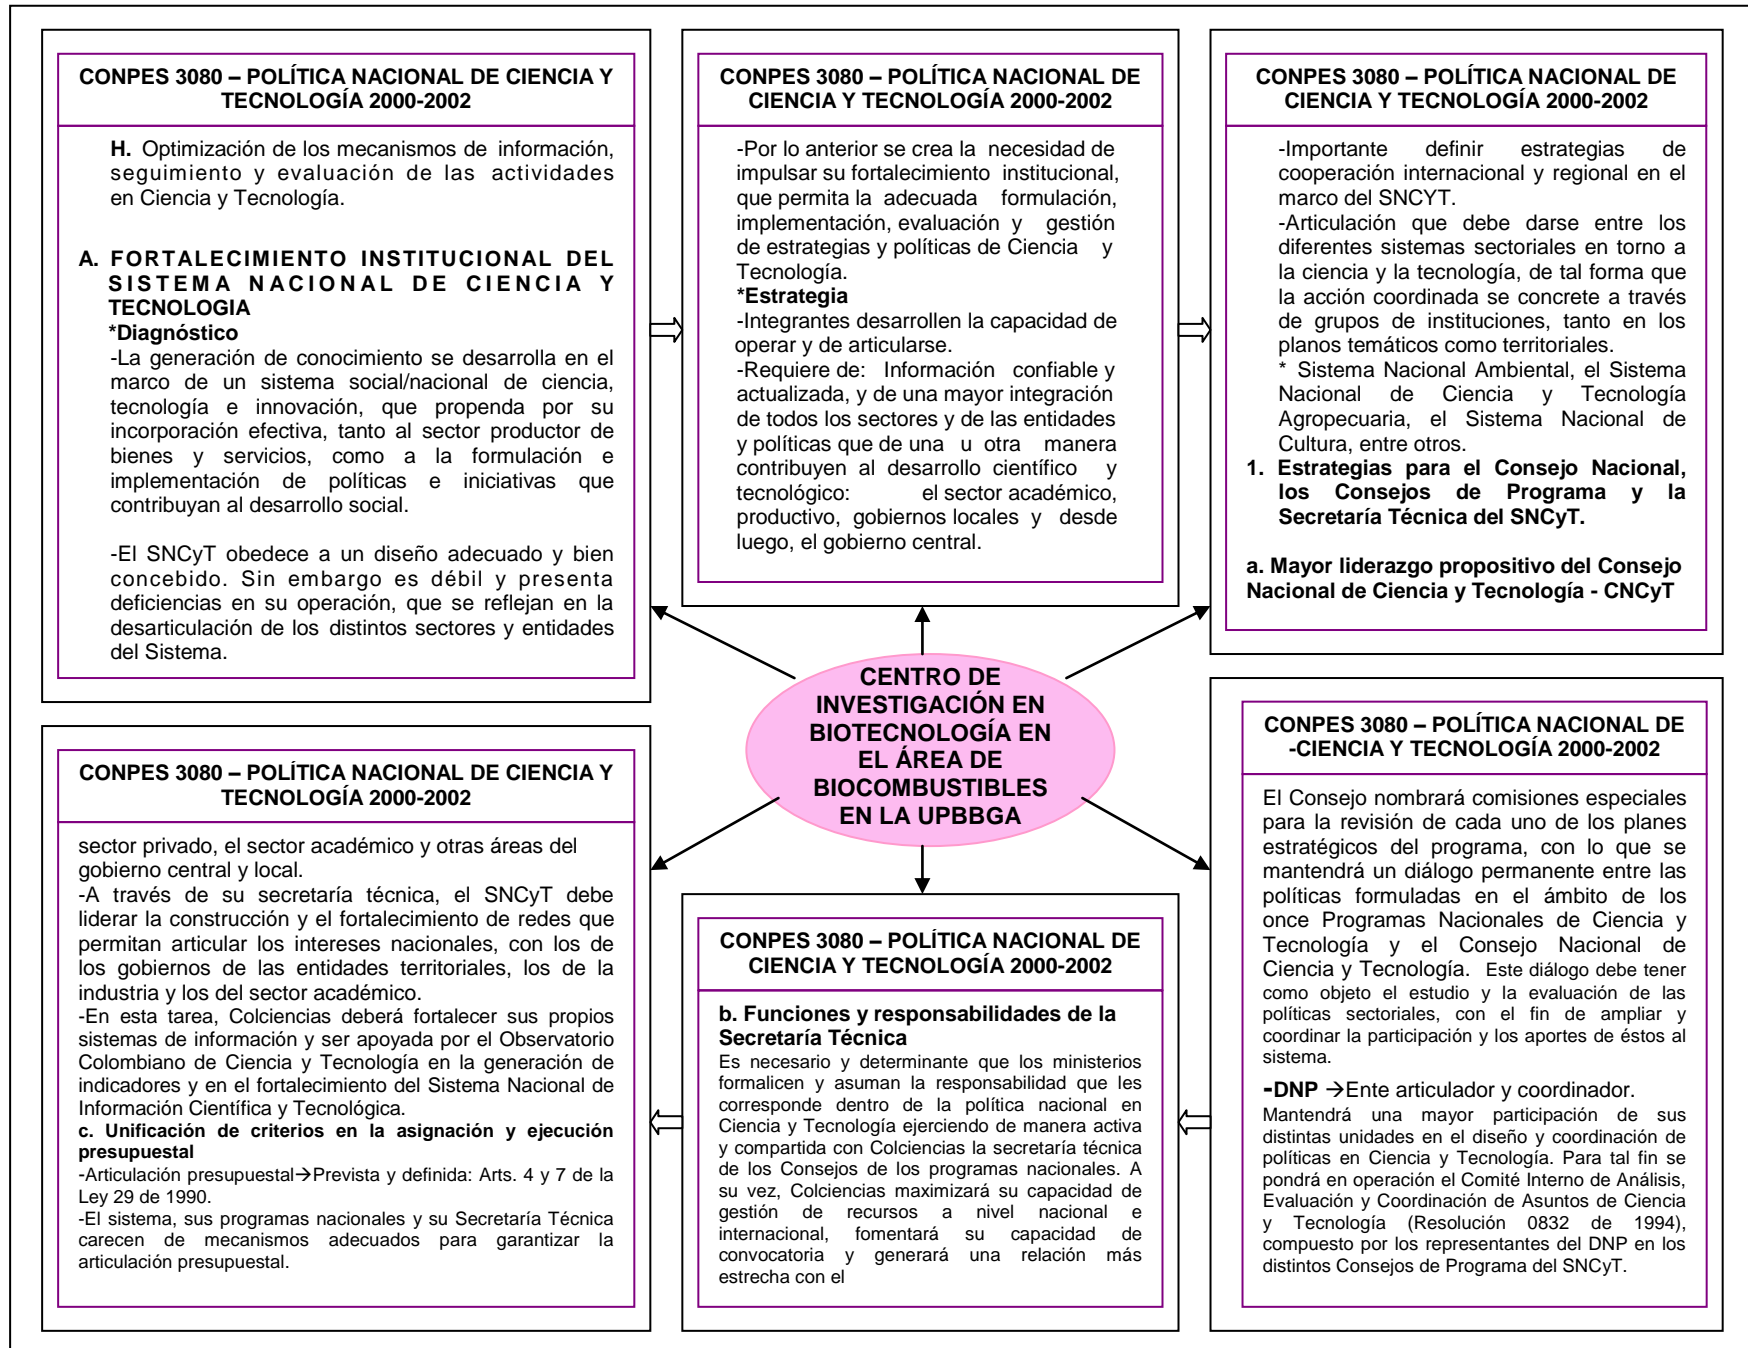 CONPES 3080 – POLÍTICA NACIONAL DE CIENCIA Y
TECNOLOGÍA 2000-2002
H. Optimización de los mecanismos de información,
seguimiento y evaluación de las actividades
en Ciencia y Tecnología.
A. FORTALECIMIENTO INSTITUCIONAL DEL
SISTEMA NACIONAL DE CIENCIA Y
TECNOLOGIA
*Diagnóstico
-La generación de conocimiento se desarrolla en el
marco de un sistema social/nacional de ciencia,
tecnología e innovación, que propenda por su
incorporación efectiva, tanto al sector productor de
bienes y servicios, como a la formulación e
implementación de políticas e iniciativas que
contribuyan al desarrollo social.
-El SNCyT obedece a un diseño adecuado y bien
concebido. Sin embargo es débil y presenta
deficiencias en su operación, que se reflejan en la
desarticulación de los distintos sectores y entidades
del Sistema.
CONPES 3080 – POLÍTICA NACIONAL DE
CIENCIA Y TECNOLOGÍA 2000-2002
-Por lo anterior se crea la necesidad de
impulsar su fortalecimiento institucional,
que permita la adecuada formulación,
implementación, evaluación y gestión
de estrategias y políticas de Ciencia y
Tecnología.
*Estrategia
-Integrantes desarrollen la capacidad de
operar y de articularse.
-Requiere de: Información confiable y
actualizada, y de una mayor integración
de todos los sectores y de las entidades
y políticas que de una u otra manera
contribuyen al desarrollo científico y
tecnológico: el sector académico,
productivo, gobiernos locales y desde
luego, el gobierno central.
CONPES 3080 – POLÍTICA NACIONAL DE
CIENCIA Y TECNOLOGÍA 2000-2002
-Importante definir estrategias de
cooperación internacional y regional en el
marco del SNCYT.
-Articulación que debe darse entre los
diferentes sistemas sectoriales en torno a
la ciencia y la tecnología, de tal forma que
la acción coordinada se concrete a través
de grupos de instituciones, tanto en los
planos temáticos como territoriales.
* Sistema Nacional Ambiental, el Sistema
Nacional de Ciencia y Tecnología
Agropecuaria, el Sistema Nacional de
Cultura, entre otros.
1. Estrategias para el Consejo Nacional,
los Consejos de Programa y la
Secretaría Técnica del SNCyT.
a. Mayor liderazgo propositivo del Consejo
Nacional de Ciencia y Tecnología - CNCyT
CENTRO DE
INVESTIGACIÓN EN
BIOTECNOLOGÍA EN
EL ÁREA DE
BIOCOMBUSTIBLES
EN LA UPBBGA
CONPES 3080 – POLÍTICA NACIONAL DE
-CIENCIA Y TECNOLOGÍA 2000-2002
El Consejo nombrará comisiones especiales
para la revisión de cada uno de los planes
estratégicos del programa, con lo que se
mantendrá un diálogo permanente entre las
políticas formuladas en el ámbito de los
once Programas Nacionales de Ciencia y
Tecnología y el Consejo Nacional de
Ciencia y Tecnología. Este diálogo debe tener
como objeto el estudio y la evaluación de las
políticas sectoriales, con el fin de ampliar y
coordinar la participación y los aportes de éstos al
sistema.
-DNP →Ente articulador y coordinador.
Mantendrá una mayor participación de sus
distintas unidades en el diseño y coordinación de
políticas en Ciencia y Tecnología. Para tal fin se
pondrá en operación el Comité Interno de Análisis,
Evaluación y Coordinación de Asuntos de Ciencia
y Tecnología (Resolución 0832 de 1994),
compuesto por los representantes del DNP en los
distintos Consejos de Programa del SNCyT.
CONPES 3080 – POLÍTICA NACIONAL DE
CIENCIA Y TECNOLOGÍA 2000-2002
b. Funciones y responsabilidades de la
Secretaría Técnica
Es necesario y determinante que los ministerios
formalicen y asuman la responsabilidad que les
corresponde dentro de la política nacional en
Ciencia y Tecnología ejerciendo de manera activa
y compartida con Colciencias la secretaría técnica
de los Consejos de los programas nacionales. A
su vez, Colciencias maximizará su capacidad de
gestión de recursos a nivel nacional e
internacional, fomentará su capacidad de
convocatoria y generará una relación más
estrecha con el
CONPES 3080 – POLÍTICA NACIONAL DE CIENCIA Y
TECNOLOGÍA 2000-2002
sector privado, el sector académico y otras áreas del
gobierno central y local.
-A través de su secretaría técnica, el SNCyT debe
liderar la construcción y el fortalecimiento de redes que
permitan articular los intereses nacionales, con los de
los gobiernos de las entidades territoriales, los de la
industria y los del sector académico.
-En esta tarea, Colciencias deberá fortalecer sus propios
sistemas de información y ser apoyada por el Observatorio
Colombiano de Ciencia y Tecnología en la generación de
indicadores y en el fortalecimiento del Sistema Nacional de
Información Científica y Tecnológica.
c. Unificación de criterios en la asignación y ejecución
presupuestal
-Articulación presupuestal→Prevista y definida: Arts. 4 y 7 de la
Ley 29 de 1990.
-El sistema, sus programas nacionales y su Secretaría Técnica
carecen de mecanismos adecuados para garantizar la
articulación presupuestal.